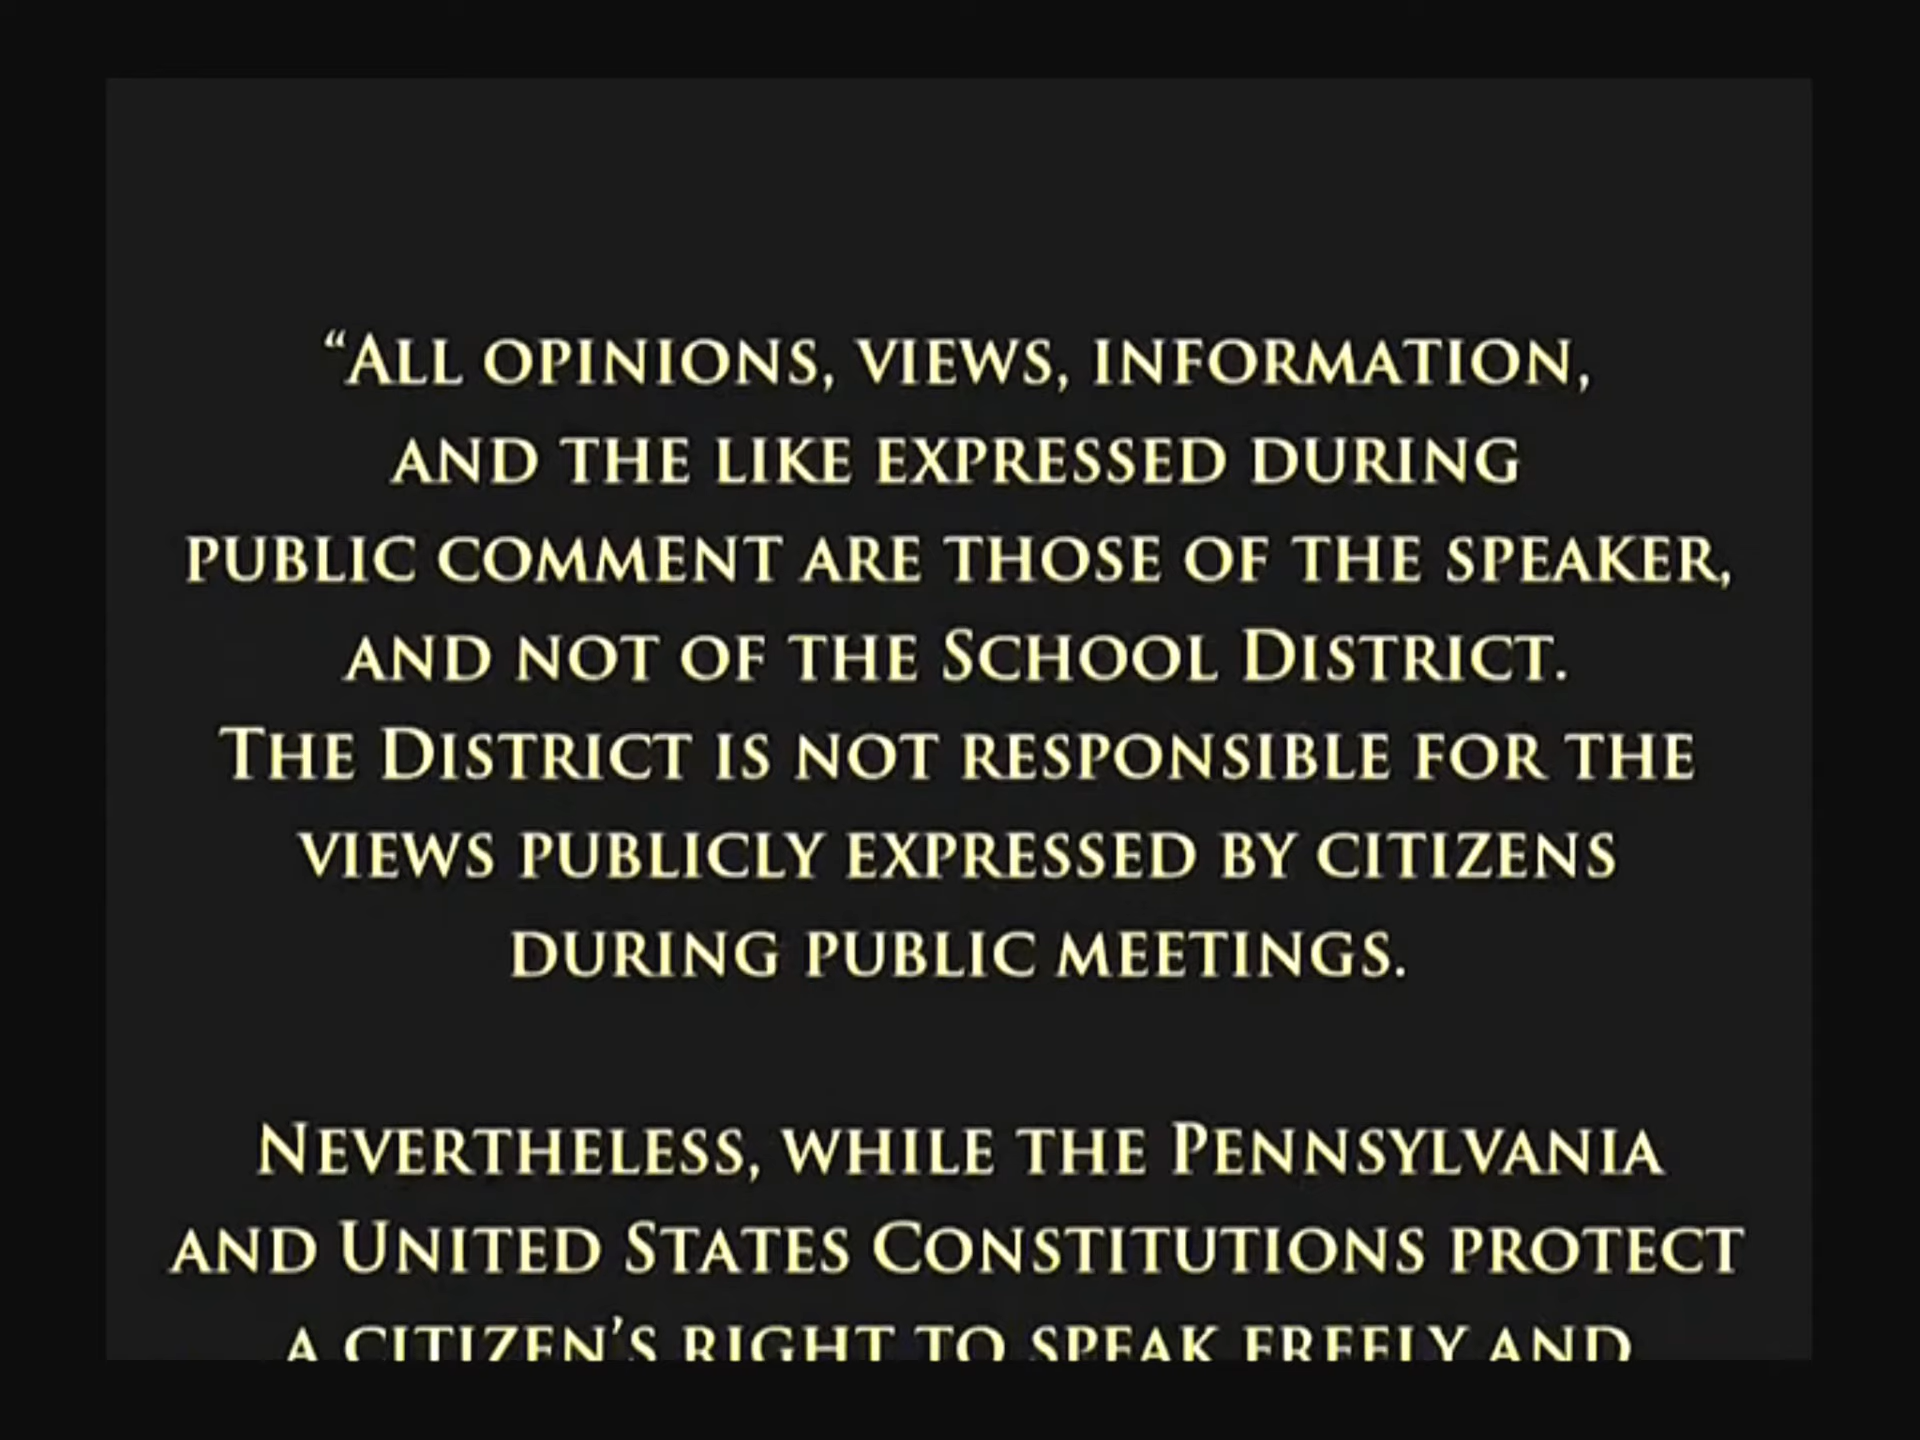 “All opinions, views, information,
and the like expressed during
public comment are those of the speaker,
and not of the School District.
The District is not responsible for the
views publicly expressed by citizens
during public meetings.
Nevertheless, while the Pennsylvania
and United States Constitutions protect
a citizen’s right to speak freely and